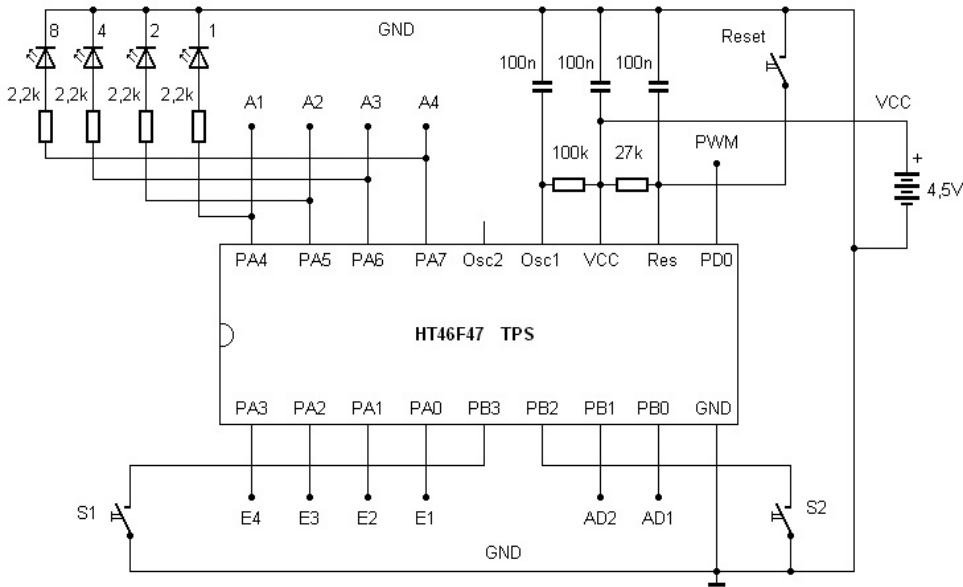 8 4 2 1
GND
Reset
100n 100n 100n
2,2k 2,2k 2,2k 2,2k
A1 A2 A3 A4
VCC
PWM
100k 27k
+
4,5V
PA4 PA5 PA6 PA7 Osc2 Osc1 VCC Res PD0
HT46F47 TPS
PA3 PA2 PA1 PA0 PB3 PB2 PB1 PB0 GND
S1 E4 E3 E2 E1 AD2 AD1 S2
GND